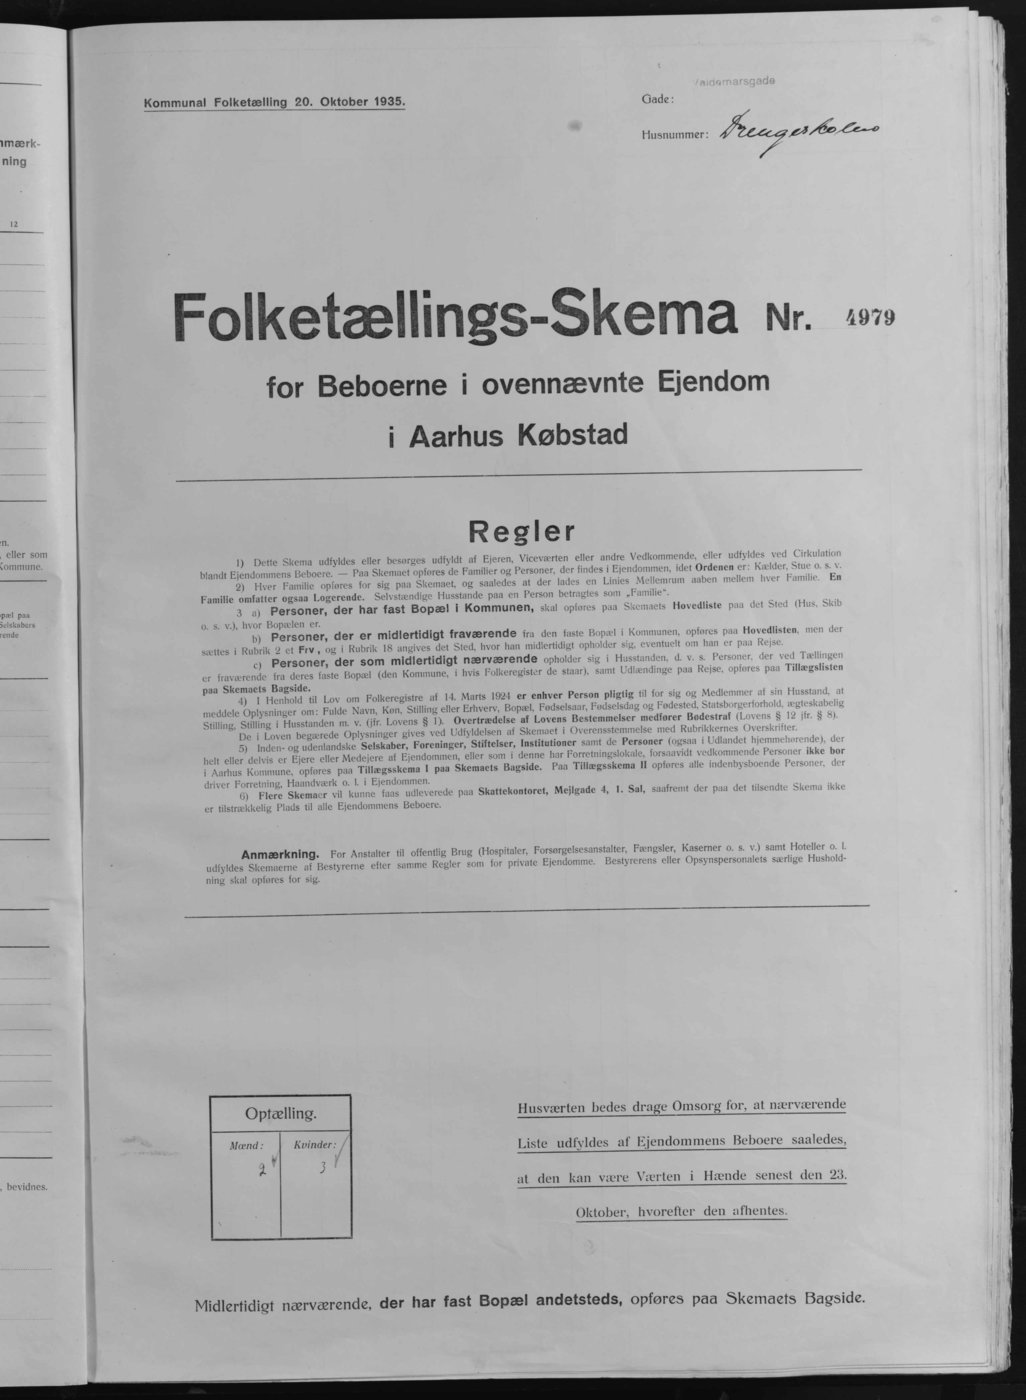 Kommunal Folketælling 20. Oktober 1935.
Valdemarsgade
Gade:
Husnummer: Drengeskolen
Folketællings-Skema Nr. 4979
for Beboerne i ovennævnte Ejendom
i Aarhus Købstad
Regler
1) Dette Skema udfyldes eller besørges udfyldt af Ejeren, Viceværten eller andre Vedkommende, eller udfyldes ved Cirkulation
blandt Ejendommens Beboere. — Paa Skemaet opføres de Familier og Personer, der findes i Ejendommen, idet Ordenen er: Kælder, Stue o. s. v.
2) Hver Familie opføres for sig paa Skemaet, og saaledes at der lades en Linies Mellemrum aaben mellem hver Familie. En
Familie omfatter ogsaa Logerende. Selvstændige Husstande paa en Person betragtes som „Familie“.
3 a) Personer, der har fast Bopæl i Kommunen, skal opføres paa Skemaets Hovedliste paa det Sted (Hus, Skib
o. s. v.), hvor Bopælen er.
b) Personer, der er midlertidigt fraværende fra den faste Bopæl i Kommunen, opføres paa Hovedlisten, men der
sættes i Rubrik 2 et Frv, og i Rubrik 18 angives det Sted, hvor han midlertidigt opholder sig, eventuelt om han er paa Rejse.
c) Personer, der som midlertidigt nærværende opholder sig i Husstanden, d. v. s. Personer, der ved Tællingen
er fraværende fra deres faste Bopæl (den Kommune, i hvis Folkeregister de staar), samt Udlændinge paa Rejse, opføres paa Tillægslisten
paa Skemaets Bagside.
4) I Henhold til Lov om Folkeregistre af 14. Marts 1924 er enhver Person pligtig til for sig og Medlemmer af sin Husstand, at
meddele Oplysninger om: Fulde Navn, Køn, Stilling eller Erhverv, Bopæl, Fødselsaar, Fødselsdag og Fødested, Statsborgerforhold, ægteskabelig
Stilling, Stilling i Husstanden m. v. (jfr. Lovens § 1). Overtrædelse af Lovens Bestemmelser medfører Bødestraf (Lovens § 12 jfr. § 8).
De i Loven begærede Oplysninger gives ved Udfyldelsen af Skemaet i Overensstemmelse med Rubrikkernes Overskrifter.
5) Inden- og udenlandske Selskaber, Foreninger, Stiftelser, Institutioner samt de Personer (ogsaa i Udlandet hjemmehørende), der
helt eller delvis er Ejere eller Medejere af Ejendommen, eller som i denne har Forretningslokale, forsaavidt vedkommende Personer ikke bor
i Aarhus Kommune, opføres paa Tillægsskema I paa Skemaets Bagside. Paa Tillægsskema II opføres alle indenbysboende Personer, der
driver Forretning, Haandværk o. l. i Ejendommen.
6) Flere Skemaer vil kunne faas udleverede paa Skattekontoret, Mejlgade 4, 1. Sal, saafremt der paa det tilsendte Skema ikke
er tilstrækkelig Plads til alle Ejendommens Beboere.
Anmærkning. For Anstalter til offentlig Brug (Hospitaler, Forsørgelsesanstalter, Fængsler, Kaserner o. s. v.) samt Hoteller o. l.
udfyldes Skemaerne af Bestyrerne efter samme Regler som for private Ejendomme. Bestyrerens eller Opsynspersonalets særlige Hushold-
ning skal opføres for sig.
Optælling.
Mænd: Kvinder:
2 3
Husværten bedes drage Omsorg for, at nærværende
Liste udfyldes af Ejendommens Beboere saaledes,
at den kan være Værten i Hænde senest den 23.
Oktober, hvorefter den afhentes.
Midlertidigt nærværende, der har fast Bopæl andetsteds, opføres paa Skemaets Bagside.
nmærk-
ning
12
en.
, eller som
Kommune.
pæl paa
Selskabers
rende
, bevidnes.